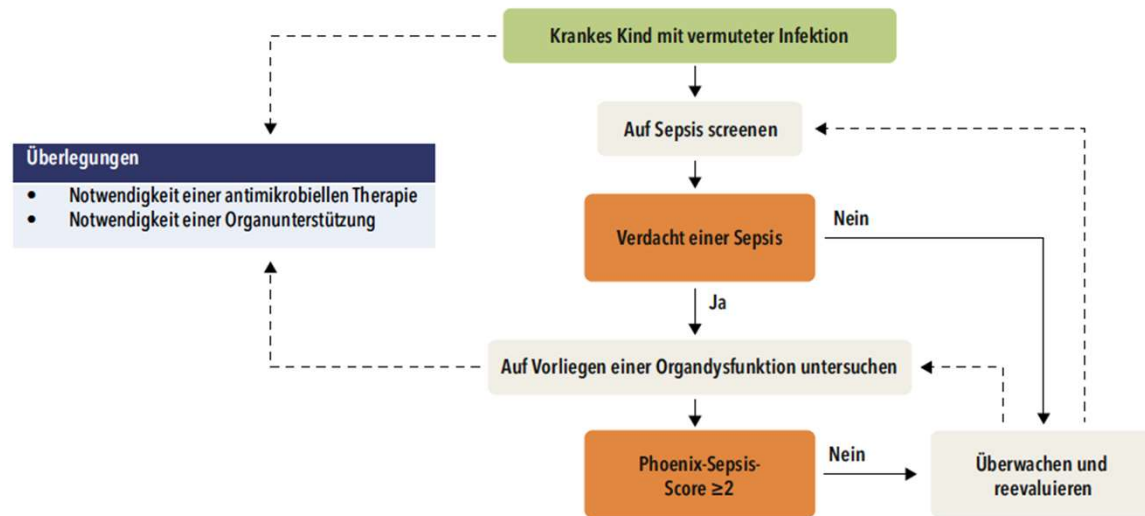 Krankes Kind mit vermuteter Infektion
Auf Sepsis screenen
Überlegungen
• Notwendigkeit einer antimikrobiellen Therapie
• Notwendigkeit einer Organunterstützung
Verdacht einer Sepsis
Nein
Ja
Auf Vorliegen einer Organdysfunktion untersuchen
Phoenix-Sepsis-
Score ≥2
Nein
Überwachen und
reevaluieren